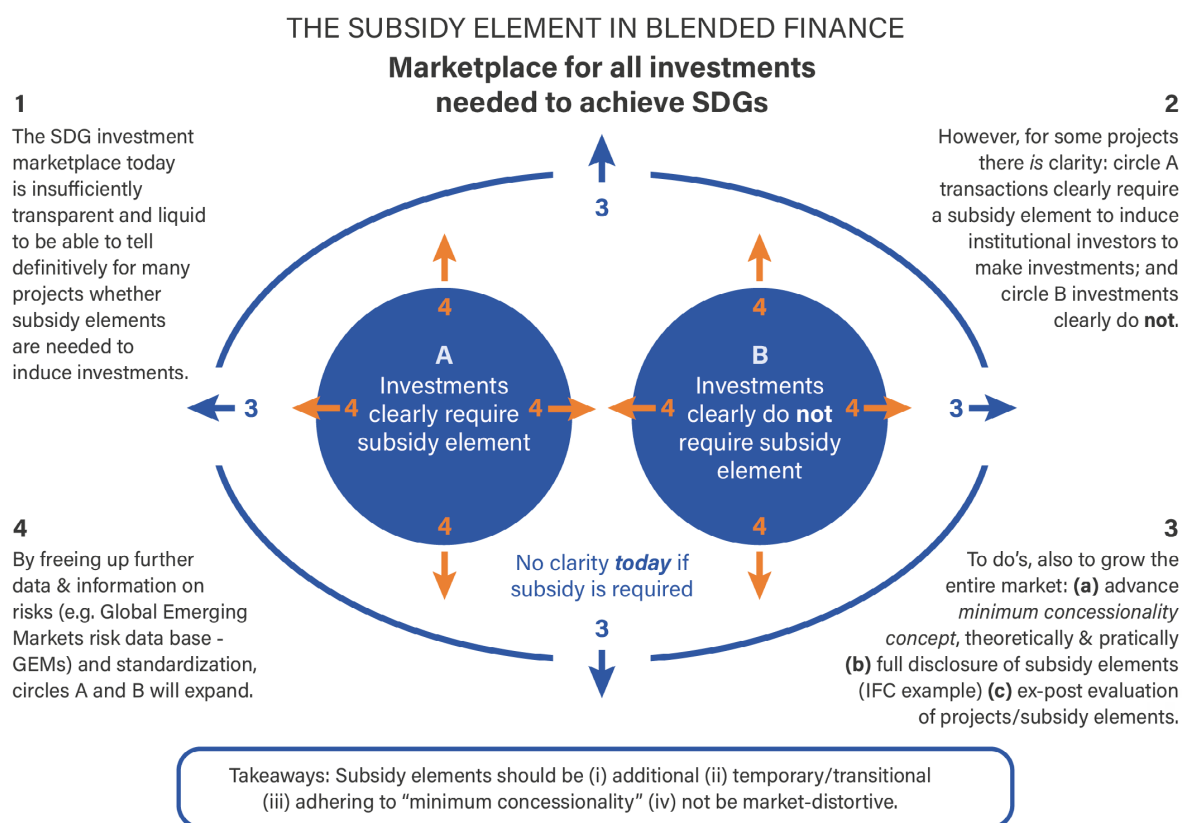 THE SUBSIDY ELEMENT IN BLENDED FINANCE
Marketplace for all investments
needed to achieve SDGs
1
The SDG investment
marketplace today
is insufficiently
transparent and liquid
to be able to tell
definitively for many
projects whether
subsidy elements
are needed to
induce investments.
2
However, for some projects
there is clarity: circle A
transactions clearly require
a subsidy element to induce
institutional investors to
make investments; and
circle B investments
clearly do not.
3
4
4
A
Investments
clearly require
subsidy element
B
Investments
clearly do not
require subsidy
element
3
4
4
4
4
3
4
4
No clarity today if
subsidy is required
3
4
By freeing up further
data & information on
risks (e.g. Global Emerging
Markets risk data base -
GEMs) and standardization,
circles A and B will expand.
3
To do's, also to grow the
entire market: (a) advance
minimum concessionality
concept, theoretically & pratically
(b) full disclosure of subsidy elements
(IFC example) (c) ex-post evaluation
of projects/subsidy elements.
Takeaways: Subsidy elements should be (i) additional (ii) temporary/transitional
(iii) adhering to “minimum concessionality” (iv) not be market-distortive.